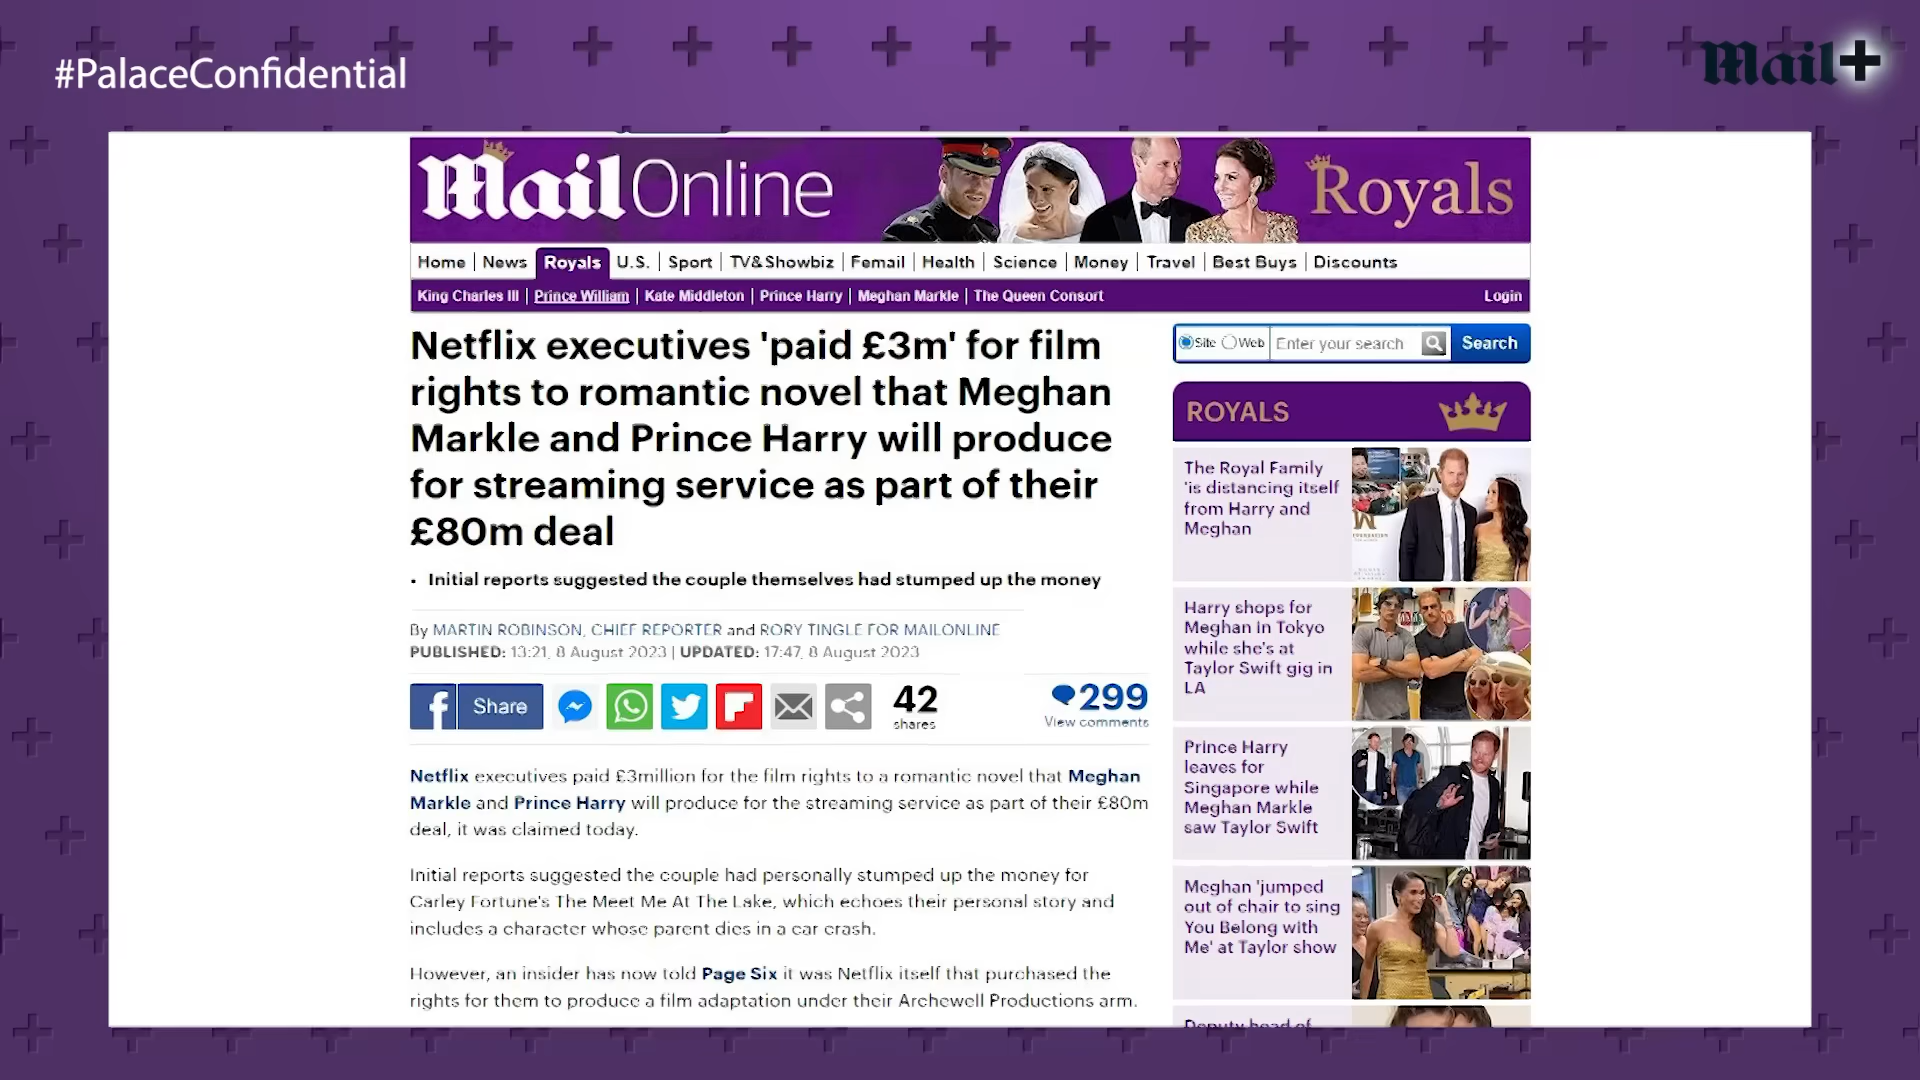 #PalaceConfidential
Mail+
Mail Online
Royals
Home News Royals U.S. Sport TV&Showbiz Femail Health Science Money Travel Best Buys Discounts
King Charles III Prince William Kate Middleton Prince Harry Meghan Markle The Queen Consort Login
Netflix executives 'paid £3m' for film
rights to romantic novel that Meghan
Markle and Prince Harry will produce
for streaming service as part of their
£80m deal
• Initial reports suggested the couple themselves had stumped up the money
By MARTIN ROBINSON, CHIEF REPORTER and RORY TINGLE FOR MAILONLINE
PUBLISHED: 13:21, 8 August 2023 | UPDATED: 17:47, 8 August 2023
Share
42
shares
299
View comments
Netflix executives paid £3million for the film rights to a romantic novel that Meghan
Markle and Prince Harry will produce for the streaming service as part of their £80m
deal, it was claimed today.
Initial reports suggested the couple had personally stumped up the money for
Carley Fortune's The Meet Me At The Lake, which echoes their personal story and
includes a character whose parent dies in a car crash.
However, an insider has now told Page Six it was Netflix itself that purchased the
rights for them to produce a film adaptation under their Archewell Productions arm.
Site Web Enter your search Search
ROYALS
The Royal Family
'is distancing itself
from Harry and
Meghan
Harry shops for
Meghan in Tokyo
while she's at
Taylor Swift gig in
LA
Prince Harry
leaves for
Singapore while
Meghan Markle
saw Taylor Swift
Meghan 'jumped
out of chair to sing
You Belong with
Me' at Taylor show
Deputy head of